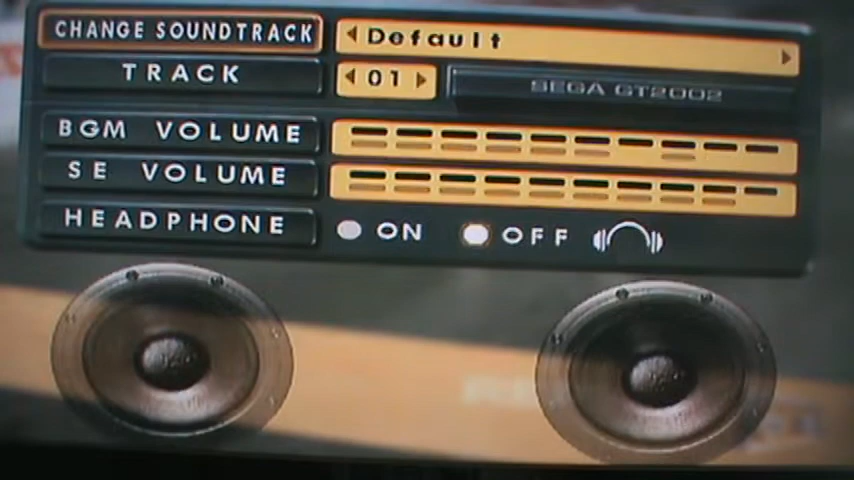 CHANGE SOUNDTRACK Default
TRACK 01 SEGA GT2002
BGM VOLUME
SE VOLUME
HEADPHONE ON OFF